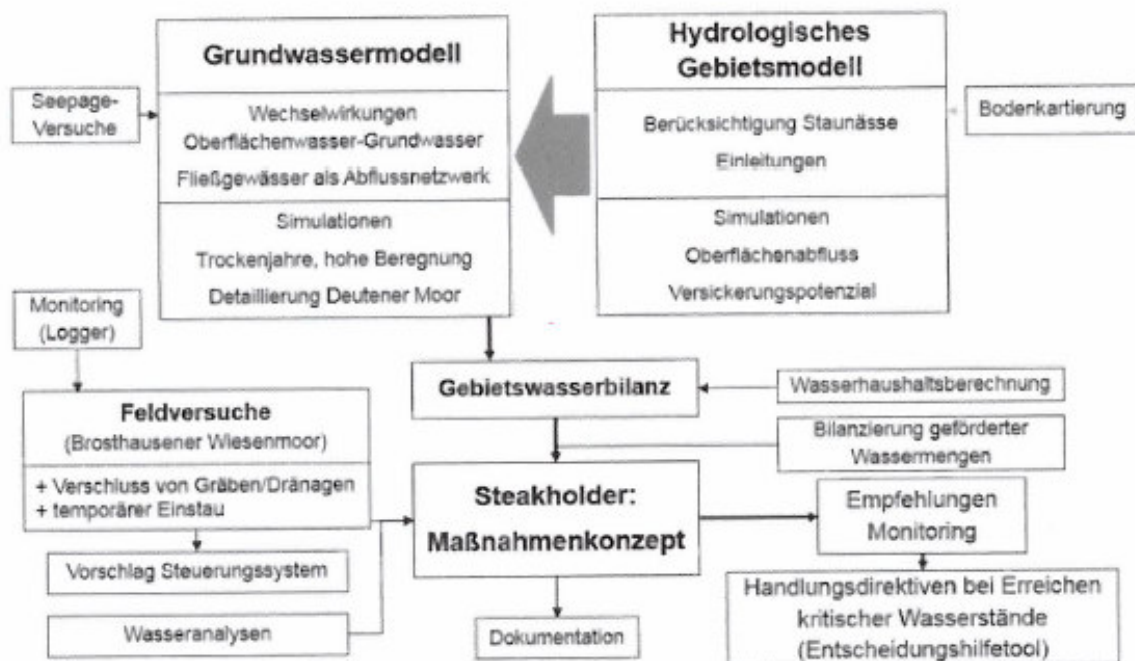 Grundwassermodell
Wechselwirkungen
Oberflächenwasser-Grundwasser
Fließgewässer als Abflussnetzwerk
Simulationen
Trockenjahre, hohe Beregnung
Detaillierung Deutener Moor
Hydrologisches
Gebietsmodell
Berücksichtigung Staunässe
Einleitungen
Simulationen
Oberflächenabfluss
Versickerungspotenzial
Seepage-
Versuche
Bodenkartierung
Monitoring
(Logger)
Feldversuche
(Brosthausener Wiesenmoor)
+ Verschluss von Gräben/Dränagen
+ temporärer Einstau
Vorschlag Steuerungssystem
Wasseranalysen
Gebietswasserbilanz
Wasserhaushaltsberechnung
Bilanzierung geförderter
Wassermengen
Steakholder:
Maßnahmenkonzept
Empfehlungen
Monitoring
Dokumentation
Handlungsdirektiven bei Erreichen
kritischer Wasserstände
(Entscheidungshilfetool)